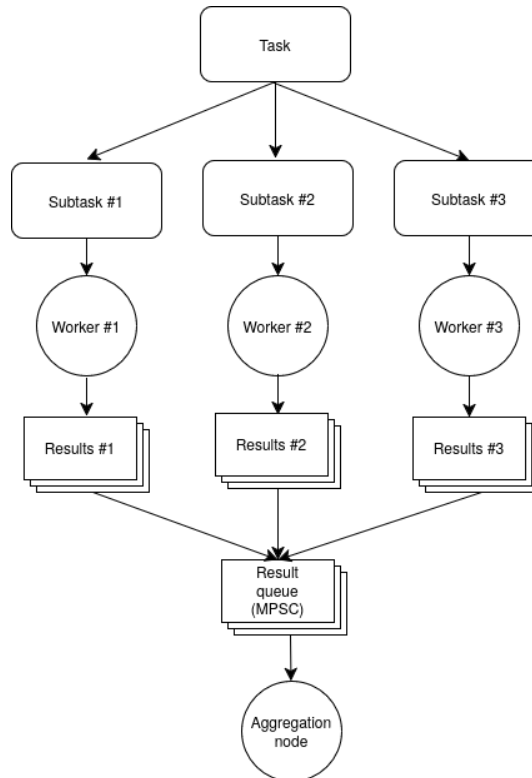 Task
Subtask #1
Subtask #2
Subtask #3
Worker #1
Worker #2
Worker #3
Results #1
Results #2
Results #3
Result
queue
(MPSC)
Aggregation
node